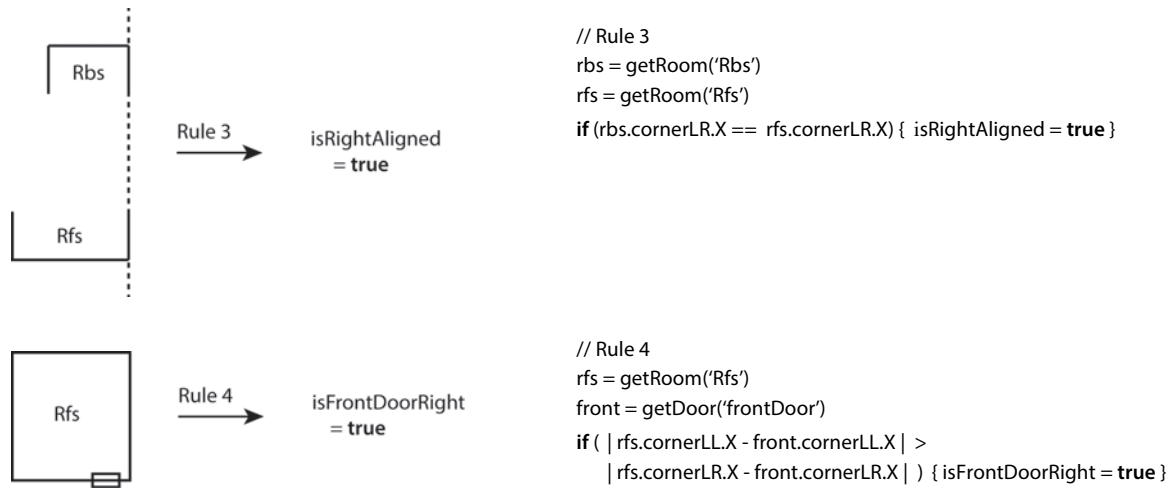 Rbs
Rfs
Rule 3
isRightAligned
= true
// Rule 3
rbs = getRoom(‘Rbs’)
rfs = getRoom(‘Rfs’)
if (rbs.cornerLR.X == rfs.cornerLR.X) { isRightAligned = true }
Rfs
Rule 4
isFrontDoorRight
= true
// Rule 4
rfs = getRoom(‘Rfs’)
front = getDoor(‘frontDoor’)
if ( | rfs.cornerLL.X - front.cornerLL.X | >
| rfs.cornerLR.X - front.cornerLR.X | ) { isFrontDoorRight = true }